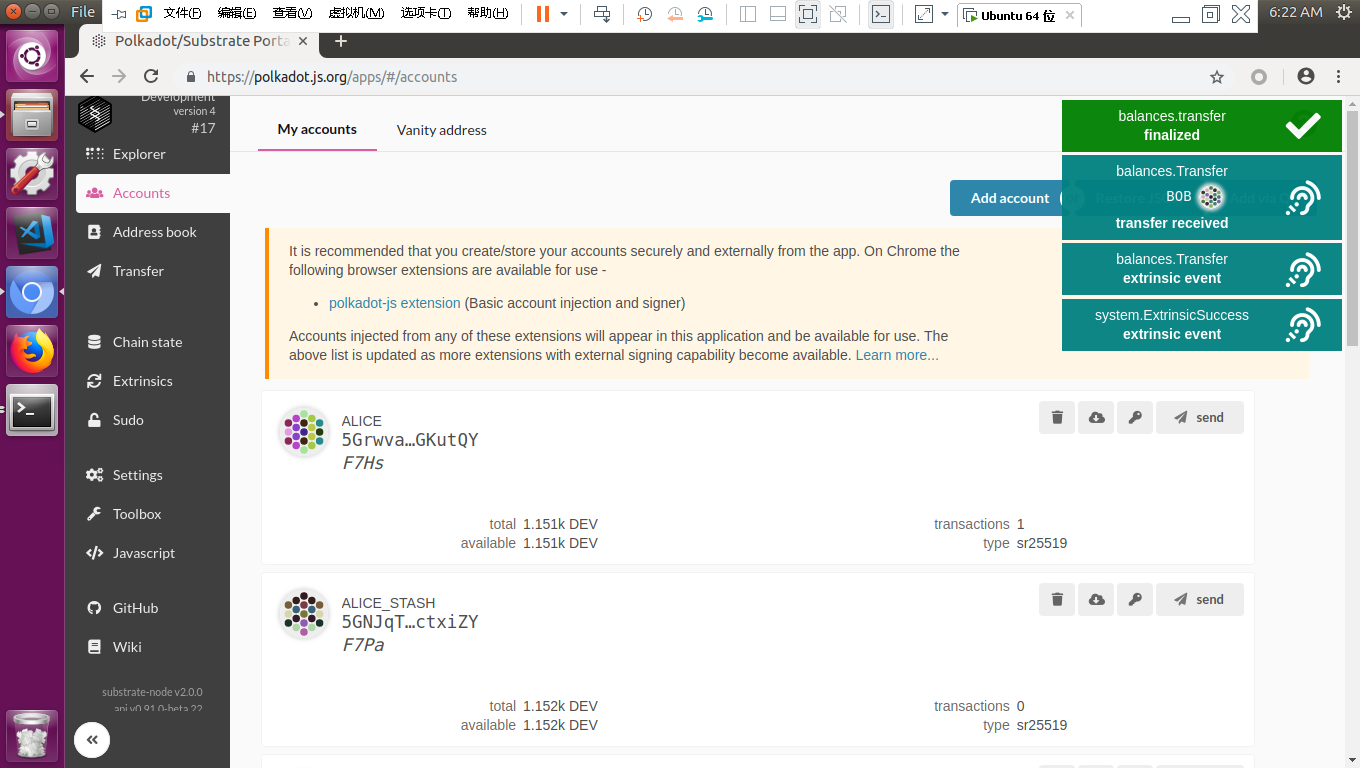 File
文件(F)
编辑(E)
查看(V)
虚拟机(M)
选项卡(T)
帮助(H)
Ubuntu 64 位
6:22 AM
Polkadot/Substrate Porta
https://polkadot.js.org/apps/#/accounts
Development
version 4
#17
Explorer
Accounts
Address book
Transfer
Chain state
Extrinsics
Sudo
Settings
Toolbox
Javascript
GitHub
Wiki
substrate-node v2.0.0
api v0.91.0-beta.22
My accounts
Vanity address
Add account
Restore JSON
Add via Q
balances.transfer
finalized
balances.Transfer
BOB
transfer received
balances.Transfer
extrinsic event
system.ExtrinsicSuccess
extrinsic event
It is recommended that you create/store your accounts securely and externally from the app. On Chrome the
following browser extensions are available for use -
• polkadot-js extension (Basic account injection and signer)
Accounts injected from any of these extensions will appear in this application and be available for use. The
above list is updated as more extensions with external signing capability become available. Learn more...
ALICE
5Grwva…GKutQY
F7Hs
send
total 1.151k DEV
available 1.151k DEV
transactions 1
type sr25519
ALICE_STASH
5GNJqT…ctxiZY
F7Pa
send
total 1.152k DEV
available 1.152k DEV
transactions 0
type sr25519